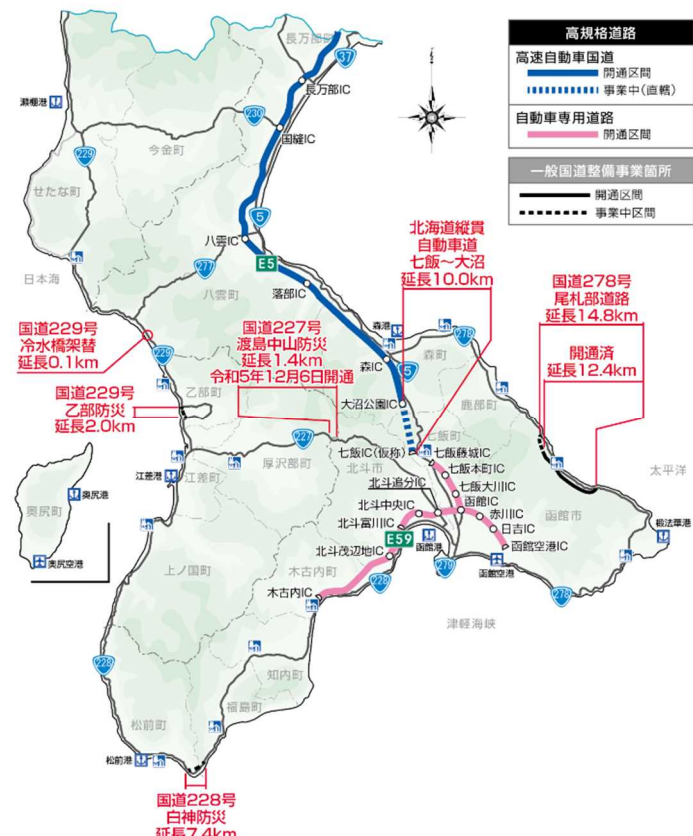 高規格道路
高速自動車国道
開通区間
事業中(直轄)
自動車専用道路
開通区間
一般国道整備事業箇所
開通区間
事業中区間
長万部町
37
長万部IC
瀬棚港
230
国縫IC
229
今金町
せたな町
5
八雲IC
E5
日本海
277
八雲町
落部IC
北海道縦貫
自動車道
七飯～大沼
延長10.0km
国道278号
尾札部道路
延長14.8km
開通済
延長12.4km
国道229号
冷水橋架替
延長0.1km
229
国道227号
渡島中山防災
延長1.4km
令和5年12月6日開通
森港
278
森IC
森町
5
国道229号
乙部防災
延長2.0km
乙部町
大沼公園IC
鹿部町
227
七飯町
七飯IC(仮称)
七飯藤城IC
太平洋
厚沢部町
北斗市
七飯本町IC
江差港
江差町
北斗追分IC
七飯大川IC
函館IC
奥尻港
奥尻町
北斗中央IC
赤川IC
函館市
北斗富川IC
日吉IC
椴法華港
E59
函館港
函館空港IC
奥尻空港
上ノ国町
北斗茂辺地IC
279
函館空港
木古内町
228
278
木古内IC
津軽海峡
228
知内町
福島町
松前町
松前港
国道228号
白神防災
延長7.4km